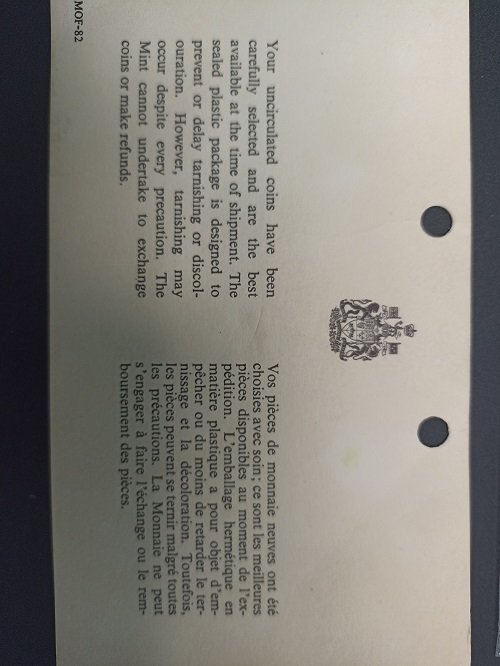 Your uncirculated coins have been
carefully selected and are the best
available at the time of shipment. The
sealed plastic package is designed to
prevent or delay tarnishing or discol-
ouration. However, tarnishing may
occur despite every precaution. The
Mint cannot undertake to exchange
coins or make refunds.
Vos pièces de monnaie neuves ont été
choisies avec soin; ce sont les meilleures
pièces disponibles au moment de l'ex-
pédition. L'emballage hermétique en
matière plastique a pour objet d'em-
pêcher ou du moins de retarder le ter-
nissage et la décoloration. Toutefois,
les pièces peuvent se ternir malgré toutes
les précautions. La Monnaie ne peut
s'engager à faire l'échange ou le rem-
boursement des pièces.
MOF-82